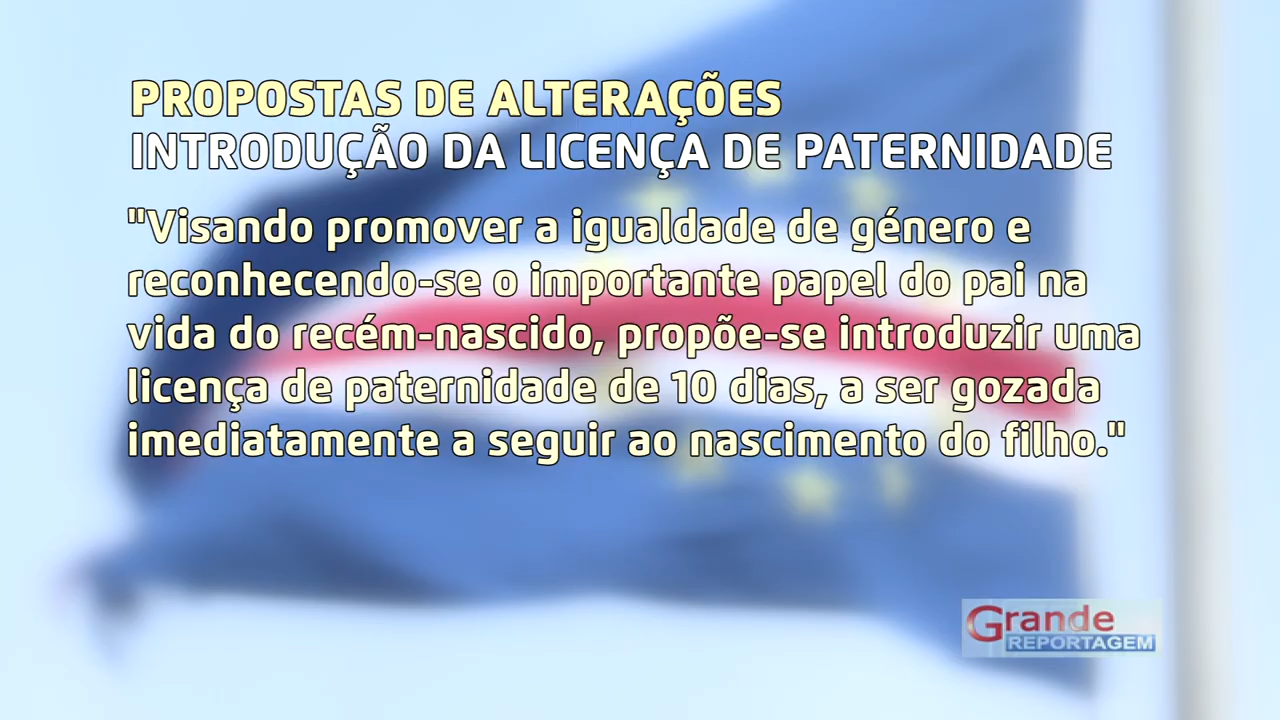 PROPOSTAS DE ALTERAÇÕES
INTRODUÇÃO DA LICENÇA DE PATERNIDADE
"Visando promover a igualdade de género e
reconhecendo-se o importante papel do pai na
vida do recém-nascido, propõe-se introduzir uma
licença de paternidade de 10 dias, a ser gozada
imediatamente a seguir ao nascimento do filho."
Grande
REPORTAGEM